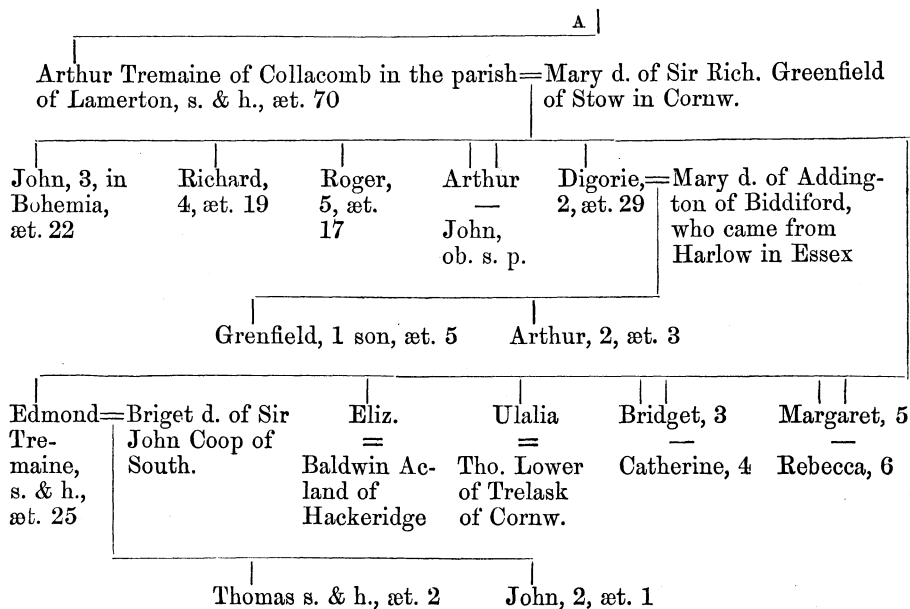 A
Arthur Tremaine of Collacomb in the parish=Mary d. of Sir Rich. Greenfield
of Lamerton, s. & h., æt. 70
of Stow in Cornw.
John, 3, in
Bohemia,
æt. 22
Richard,
4, æt. 19
Roger,
5, æt.
17
Arthur
—
John,
ob. s. p.
Digorie,=Mary d. of Adding-
2, æt. 29
ton of Biddiford,
who came from
Harlow in Essex
Grenfield, 1 son, æt. 5
Arthur, 2, æt. 3
Edmond=Briget d. of Sir
Tre-
maine,
s. & h.,
æt. 25
John Coop of
South.
Eliz.
=
Baldwin Ac-
land of
Hackeridge
Ulalia
=
Tho. Lower
of Trelask
of Cornw.
Bridget, 3
—
Catherine, 4
Margaret, 5
—
Rebecca, 6
Thomas s. & h., æt. 2
John, 2, æt. 1